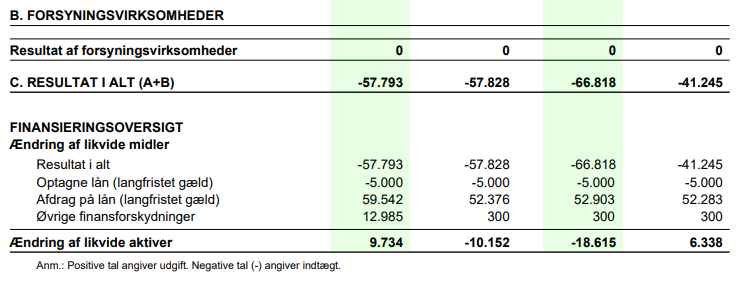 B. FORSYNINGSVIRKSOMHEDER
Resultat af forsyningsvirksomheder 0 0 0 0
C. RESULTAT I ALT (A+B) -57.793 -57.828 -66.818 -41.245
FINANSIERINGSOVERSIGT
Ændring af likvide midler
Resultat i alt -57.793 -57.828 -66.818 -41.245
Optagne lån (langfristet gæld) -5.000 -5.000 -5.000 -5.000
Afdrag på lån (langfristet gæld) 59.542 52.376 52.903 52.283
Øvrige finansforskydninger 12.985 300 300 300
Ændring af likvide aktiver 9.734 -10.152 -18.615 6.338
Anm.: Positive tal angiver udgift. Negative tal (-) angiver indtægt.